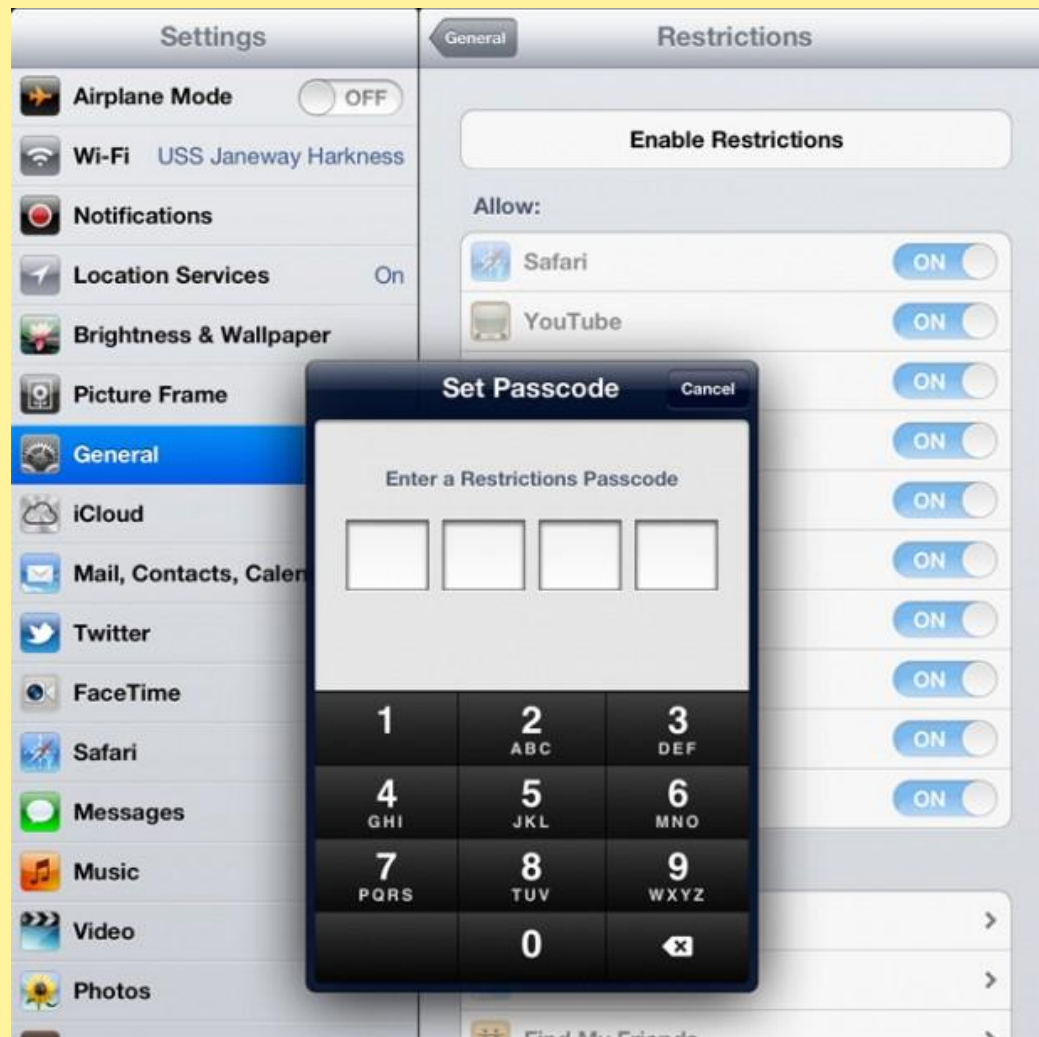 Settings
Airplane Mode OFF
Wi-Fi USS Janeway Harkness
Notifications
Location Services On
Brightness & Wallpaper
Picture Frame
General
iCloud
Mail, Contacts, Calen
Twitter
FaceTime
Safari
Messages
Music
Video
Photos
General Restrictions
Enable Restrictions
Allow:
Safari ON
YouTube ON
ON
ON
ON
ON
ON
ON
ON
ON
Find My Friends
Set Passcode Cancel
Enter a Restrictions Passcode
1 2 3
ABC DEF
4 5 6
GHI JKL MNO
7 8 9
PQRS TUV WXYZ
0